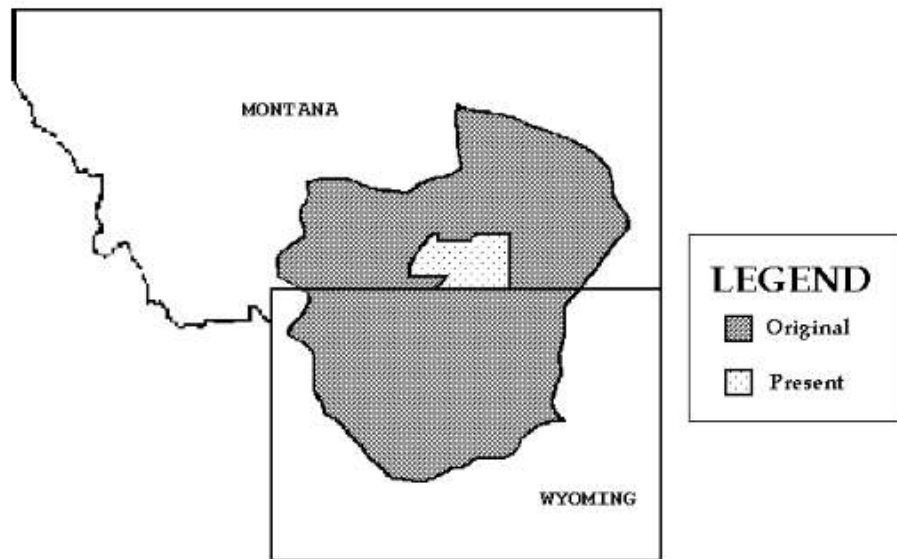 MONTANA
LEGEND
Original
Present
WYOMING